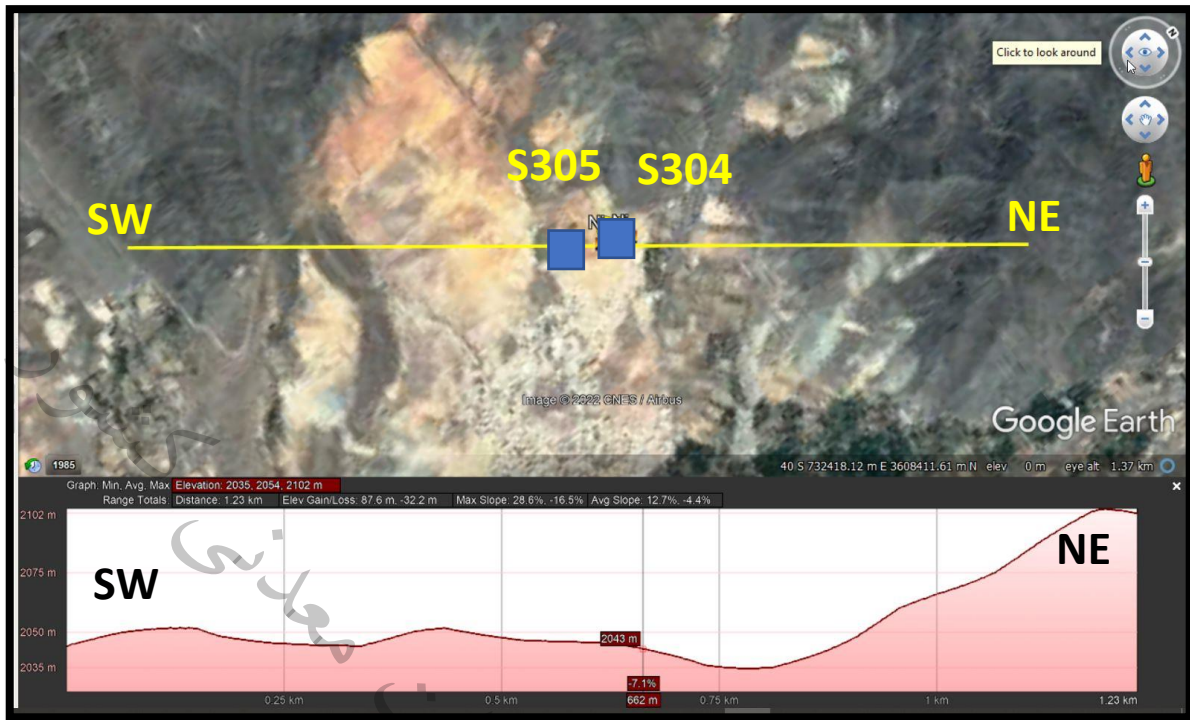 Click to look around
N
S305 S304
SW NE
Image © 2022 CNES / Airbus
Google Earth
1985
40 S 732418.12 m E 3608411.61 m N elev 0 m eye alt 1.37 km
Graph: Min, Avg, Max Elevation: 2035, 2054, 2102 m
Range Totals: Distance: 1.23 km Elev Gain/Loss: 87.6 m, -32.2 m Max Slope: 28.6%, -16.5% Avg Slope: 12.7%, -4.4%
2102 m
NE
SW
2075 m
2050 m
2043 m
2035 m
-7.1%
0.25 km 0.5 km 662 m 0.75 km 1 km 1.23 km
معدنی